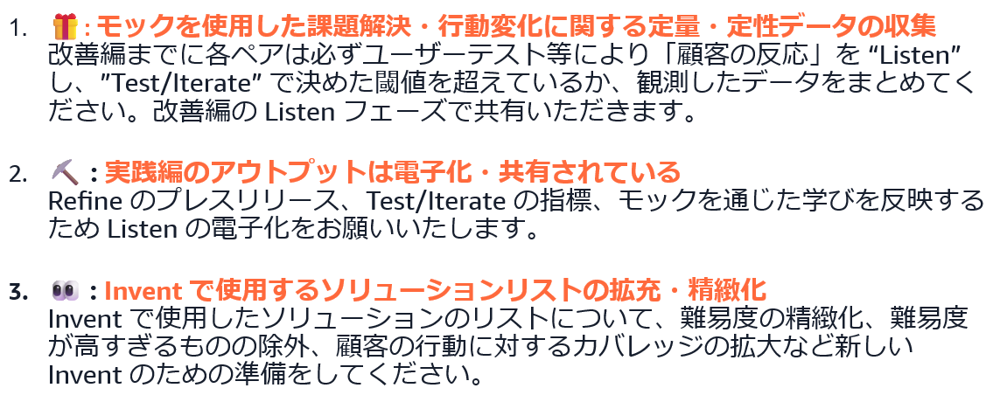 1. 🎁 : モックを使用した課題解決・行動変化に関する定量・定性データの収集
改善編までに各ペアは必ずユーザーテスト等により「顧客の反応」を “Listen”
し、”Test/Iterate” で決めた閾値を超えているか、観測したデータをまとめてく
ださい。改善編の Listen フェーズで共有いただきます。
2. ⛏ : 実践編のアウトプットは電子化・共有されている
Refine のプレスリリース、Test/Iterate の指標、モックを通じた学びを反映する
ため Listen の電子化をお願いいたします。
3. 👀 : Invent で使用するソリューションリストの拡充・精緻化
Invent で使用したソリューションのリストについて、難易度の精緻化、難易度
が高すぎるものの除外、顧客の行動に対するカバレッジの拡大など新しい
Invent のための準備をしてください。